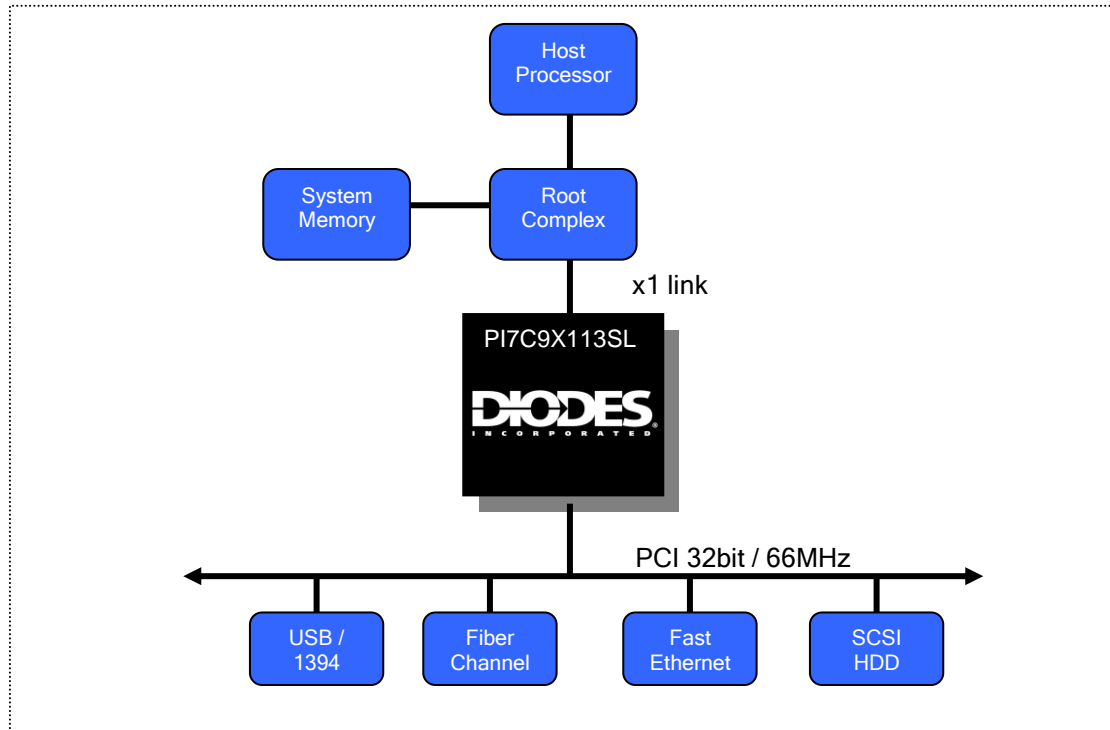 Host
Processor
System
Memory
Root
Complex
x1 link
PI7C9X113SL
DIODES®
INCORPORATED
PCI 32bit / 66MHz
USB /
1394
Fiber
Channel
Fast
Ethernet
SCSI
HDD